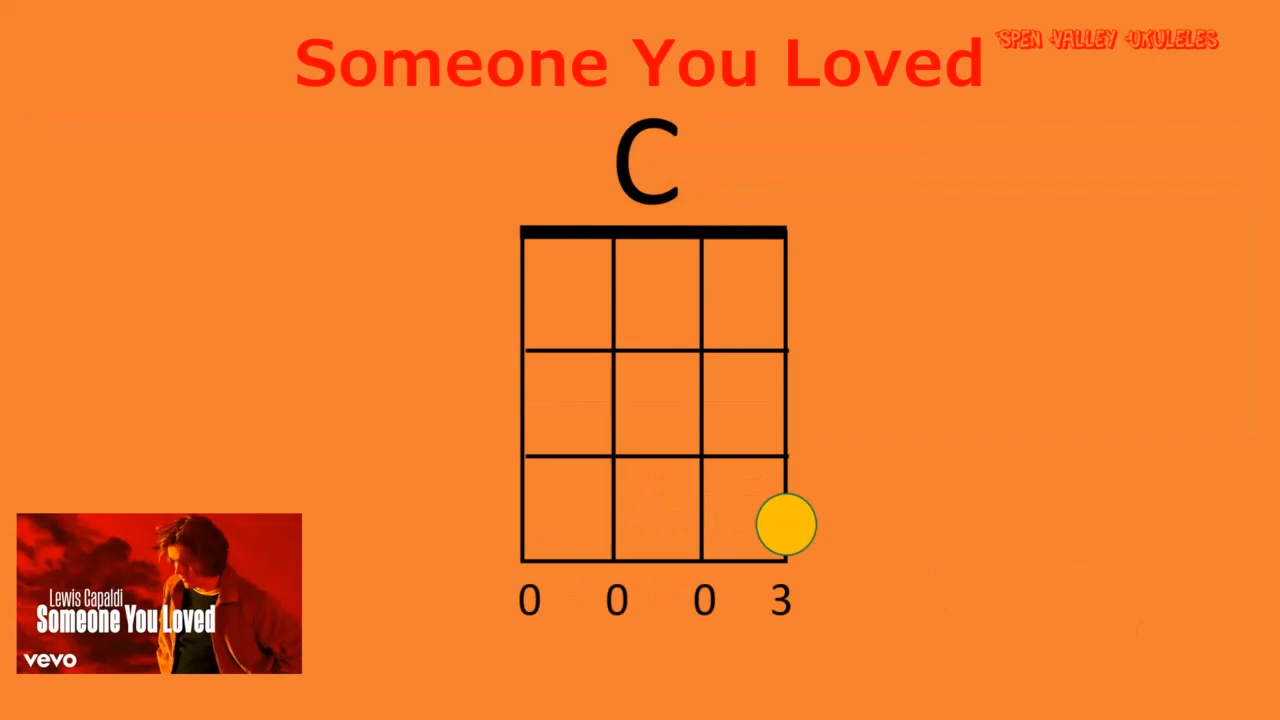 Someone You Loved
SPEN VALLEY UKULELES
C
0 0 0 3
Lewis Capaldi
Someone You Loved
vevo